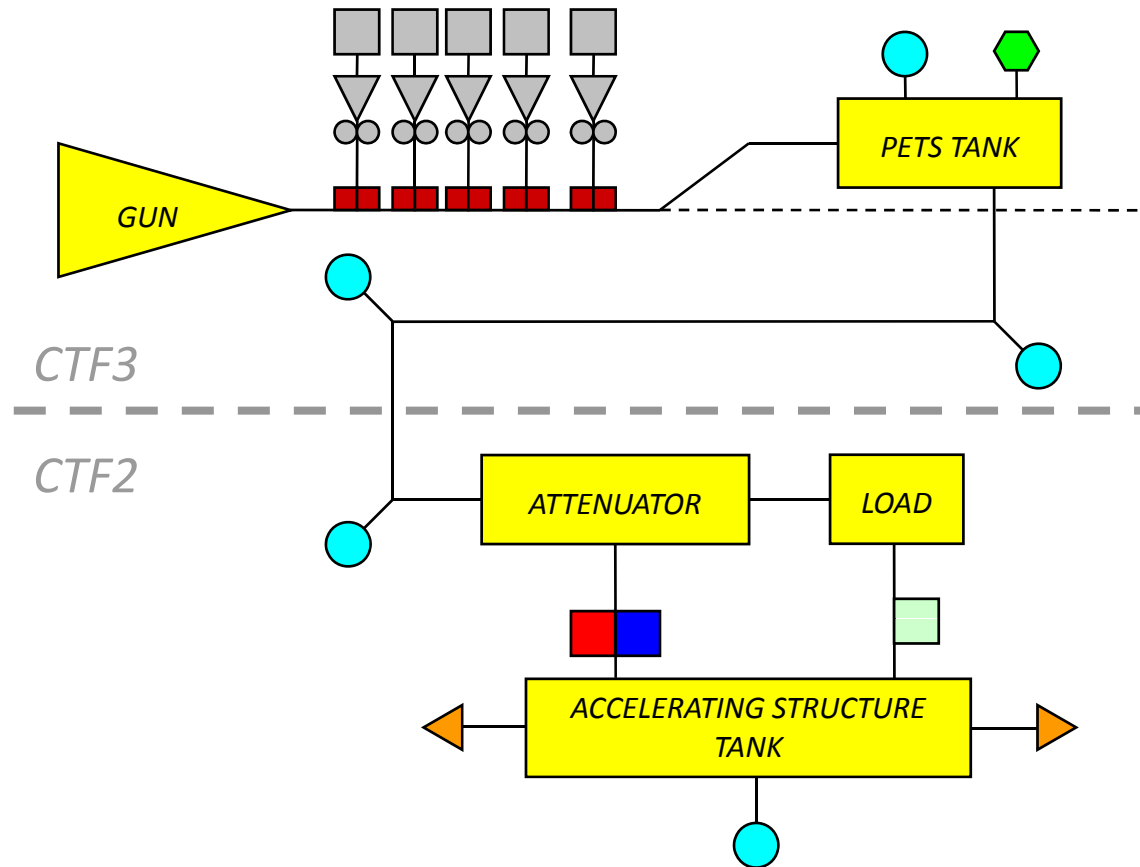 PETS TANK
GUN
CTF3
CTF2
ATTENUATOR
LOAD
ACCELERATING STRUCTURE
TANK